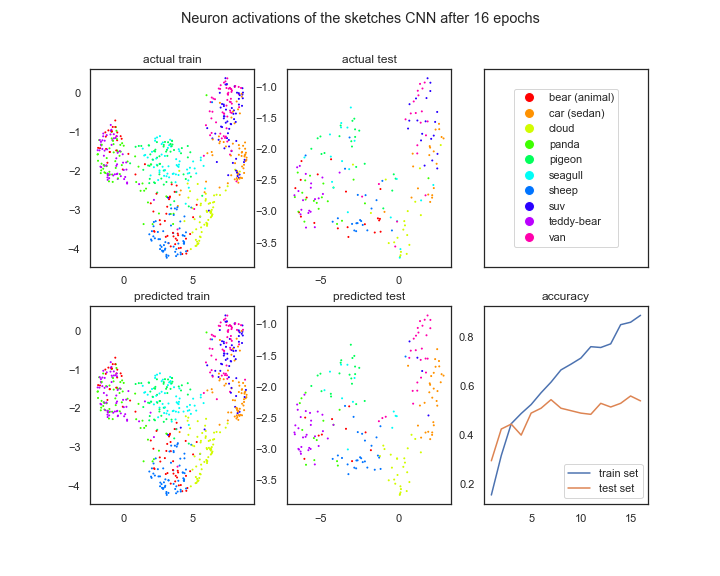 Neuron activations of the sketches CNN after 16 epochs
actual train
0
−1
−2
−3
−4
0
5
actual test
−1.0
−1.5
−2.0
−2.5
−3.0
−3.5
−5
0
bear (animal)
car (sedan)
cloud
panda
pigeon
seagull
sheep
suv
teddy-bear
van
predicted train
0
−1
−2
−3
−4
0
5
predicted test
−1.0
−1.5
−2.0
−2.5
−3.0
−3.5
−5
0
accuracy
0.8
0.6
0.4
0.2
5
10
15
train set
test set